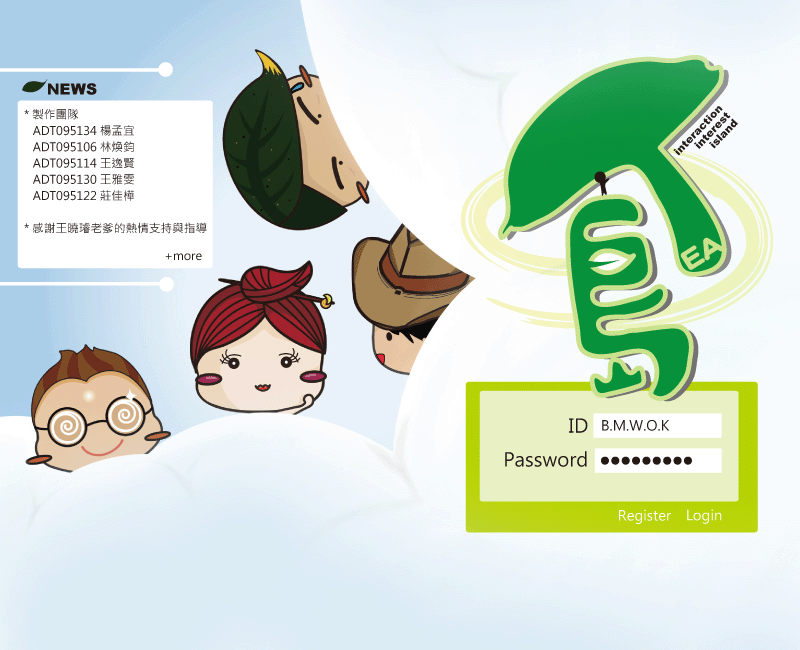 NEWS
* 製作團隊
ADT095134 楊孟宜
ADT095106 林煥鈞
ADT095114 王逸賢
ADT095130 王雅雯
ADT095122 莊佳樺
* 感謝王曉璿老爹的熱情支持與指導
+more
interaction
interest
island
EA
ID B.M.W.O.K
Password ●●●●●●●●●
Register Login